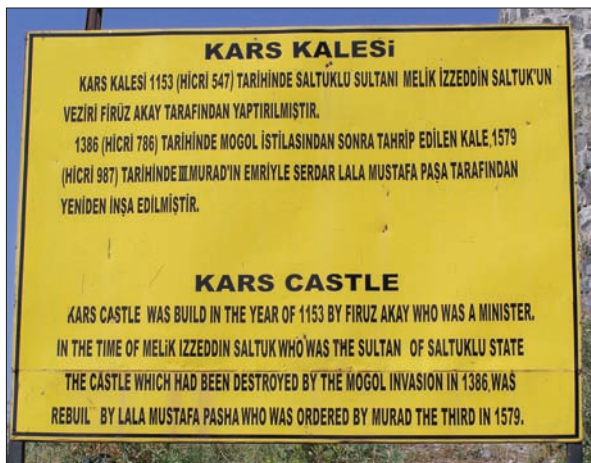 KARS KALESİ
KARS KALESİ 1153 (HİCRİ 547) TARİHİNDE SALTUKLU SULTANI MELİK İZZEDDİN SALTUK'UN
VEZİRİ FİRÜZ AKAY TARAFINDAN YAPTIRILMIŞTIR.
1386 (HİCRİ 786) TARİHİNDE MOGOL İSTİLASINDAN SONRA TAHRİP EDİLEN KALE,1579
(HİCRİ 987) TARİHİNDE III.MURAD'IN EMRİYLE SERDAR LALA MUSTAFA PAŞA TARAFINDAN
YENİDEN İNŞA EDİLMİŞTİR.
KARS CASTLE
KARS CASTLE WAS BUILD IN THE YEAR OF 1153 BY FIRUZ AKAY WHO WAS A MINISTER.
IN THE TIME OF MELİK IZZEDDIN SALTUK WHO WAS THE SULTAN OF SALTUKLU STATE
THE CASTLE WHICH HAD BEEN DESTROYED BY THE MOGOL INVASION IN 1386,WAS
REBUIL BY LALA MUSTAFA PASHA WHO WAS ORDERED BY MURAD THE THIRD IN 1579.